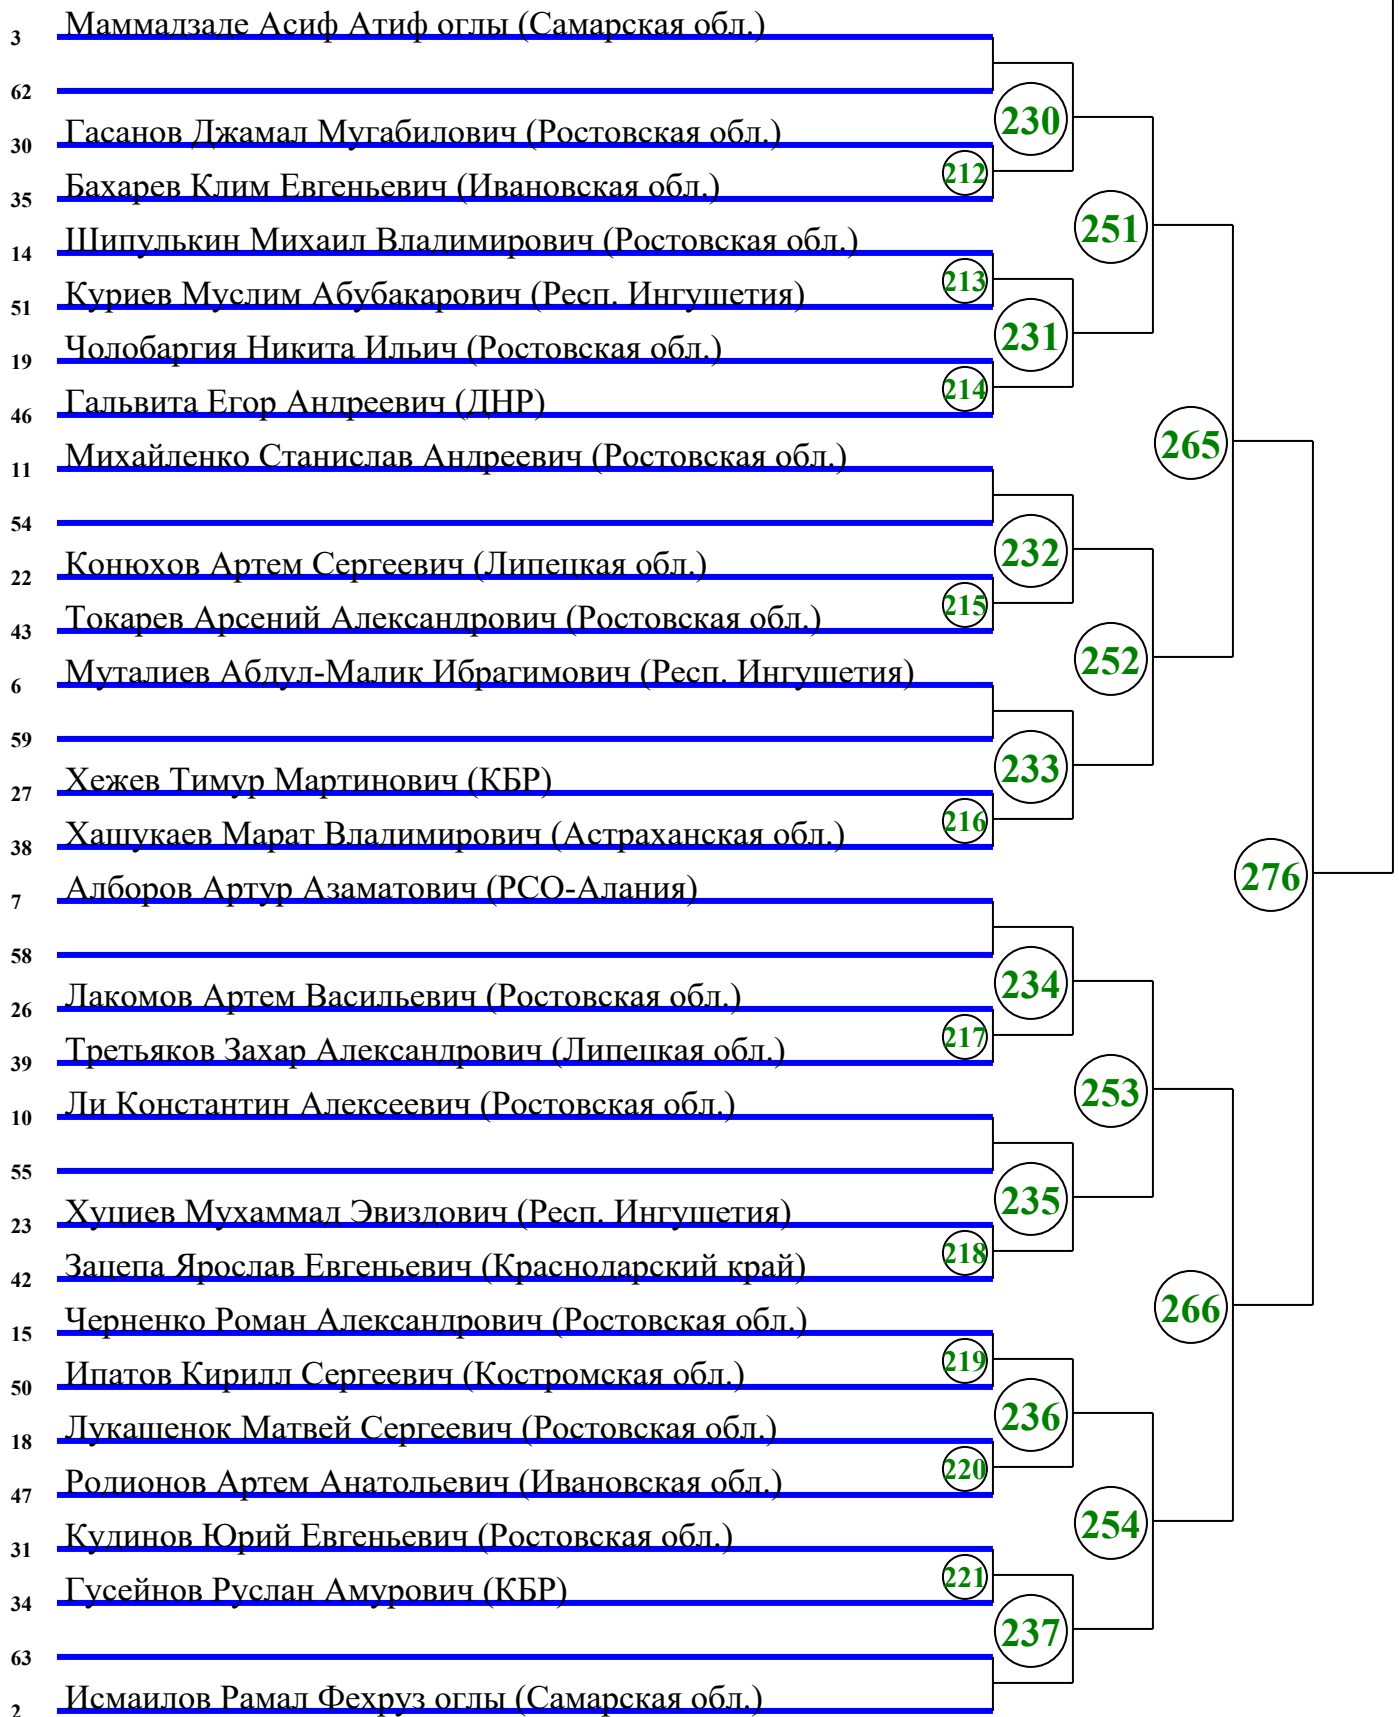 3 Маммадзаде Асиф Атиф оглы (Самарская обл.)
62
230
30 Гасанов Джамал Мугабилович (Ростовская обл.)
212
35 Бахарев Клим Евгеньевич (Ивановская обл.)
251
14 Шипулькин Михаил Владимирович (Ростовская обл.)
213
51 Куриев Муслим Абубакарович (Респ. Ингушетия)
231
19 Чолобаргия Никита Ильич (Ростовская обл.)
214
46 Гальвита Егор Андреевич (ДНР)
265
11 Михайленко Станислав Андреевич (Ростовская обл.)
54
232
22 Конюхов Артем Сергеевич (Липецкая обл.)
215
43 Токарев Арсений Александрович (Ростовская обл.)
252
6 Муталиев Абдул-Малик Ибрагимович (Респ. Ингушетия)
59
233
27 Хежев Тимур Мартинович (КБР)
216
38 Хашукаев Марат Владимирович (Астраханская обл.)
276
7 Алборов Артур Азаматович (РСО-Алания)
58
234
26 Лакомов Артем Васильевич (Ростовская обл.)
217
39 Третьяков Захар Александрович (Липецкая обл.)
253
10 Ли Константин Алексеевич (Ростовская обл.)
55
235
23 Хуциев Мухаммад Эвиздович (Респ. Ингушетия)
218
42 Зацепа Ярослав Евгеньевич (Краснодарский край)
266
15 Черненко Роман Александрович (Ростовская обл.)
219
50 Ипатов Кирилл Сергеевич (Костромская обл.)
236
18 Лукашенок Матвей Сергеевич (Ростовская обл.)
220
47 Родионов Артем Анатольевич (Ивановская обл.)
254
31 Кудинов Юрий Евгеньевич (Ростовская обл.)
221
34 Гусейнов Руслан Амурович (КБР)
237
63
2 Исмаилов Рамал Фехруз оглы (Самарская обл.)